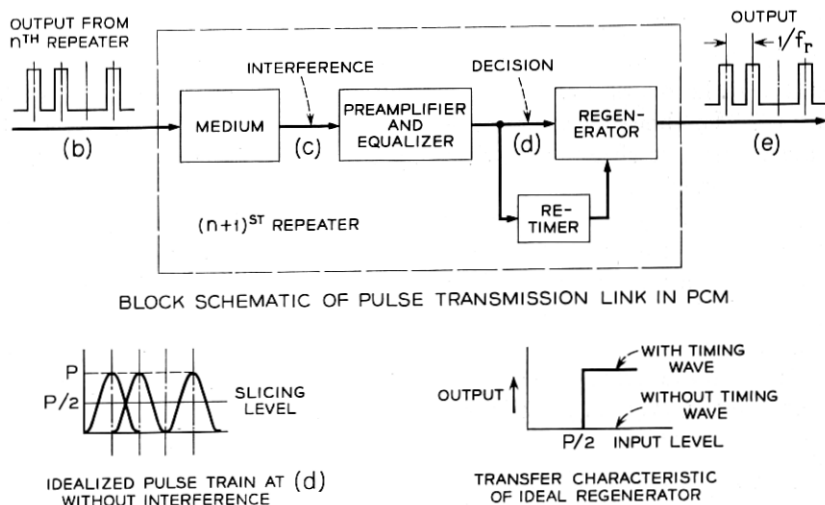 OUTPUT FROM
nTH REPEATER
(b)
MEDIUM
INTERFERENCE
(c)
PREAMPLIFIER
AND
EQUALIZER
DECISION
(d)
REGEN-
ERATOR
RE-
TIMER
(n+1)ST REPEATER
OUTPUT
1/fr
(e)
BLOCK SCHEMATIC OF PULSE TRANSMISSION LINK IN PCM
P
P/2
SLICING
LEVEL
IDEALIZED PULSE TRAIN AT (d)
WITHOUT INTERFERENCE
OUTPUT
WITH TIMING
WAVE
WITHOUT TIMING
WAVE
P/2 INPUT LEVEL
TRANSFER CHARACTERISTIC
OF IDEAL REGENERATOR